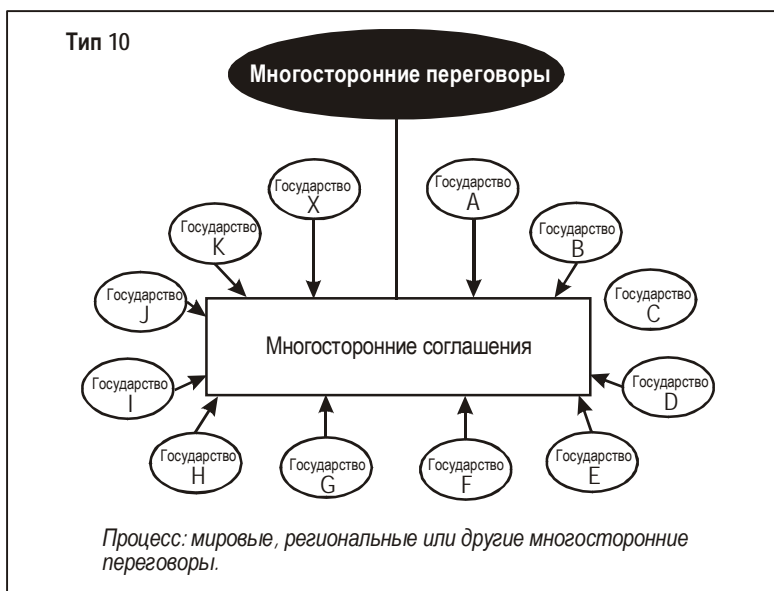 Тип 10
Многосторонние переговоры
Государство
X
Государство
A
Государство
K
Государство
B
Государство
J
Государство
C
Многосторонние соглашения
Государство
I
Государство
D
Государство
H
Государство
G
Государство
F
Государство
E
Процесс: мировые, региональные или другие многосторонние
переговоры.